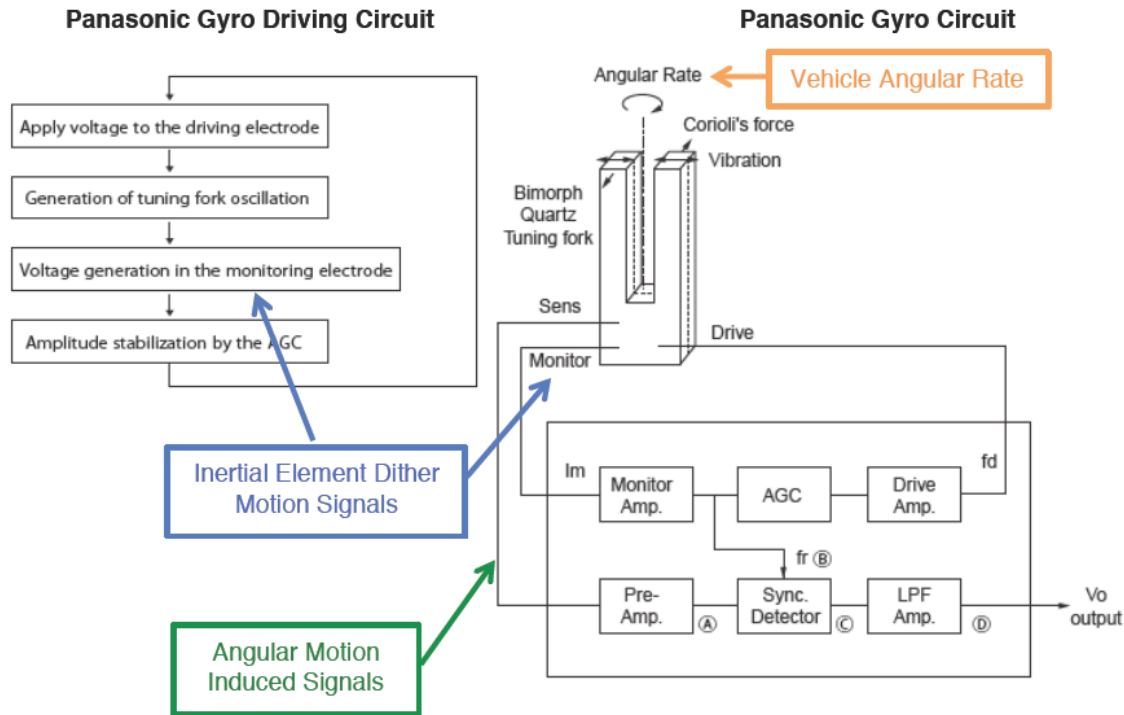 Panasonic Gyro Driving Circuit
Apply voltage to the driving electrode
Generation of tuning fork oscillation
Voltage generation in the monitoring electrode
Amplitude stabilization by the AGC
Panasonic Gyro Circuit
Angular Rate
Vehicle Angular Rate
Corioli's force
Vibration
Bimorph
Quartz
Tuning fork
Sens
Monitor
Drive
Inertial Element Dither
Motion Signals
Angular Motion
Induced Signals
Im
Monitor
Amp.
AGC
Drive
Amp.
fd
fr Ⓑ
Pre-
Amp.
Ⓐ
Sync.
Detector
Ⓒ
LPF
Amp.
Ⓓ
Vo
output